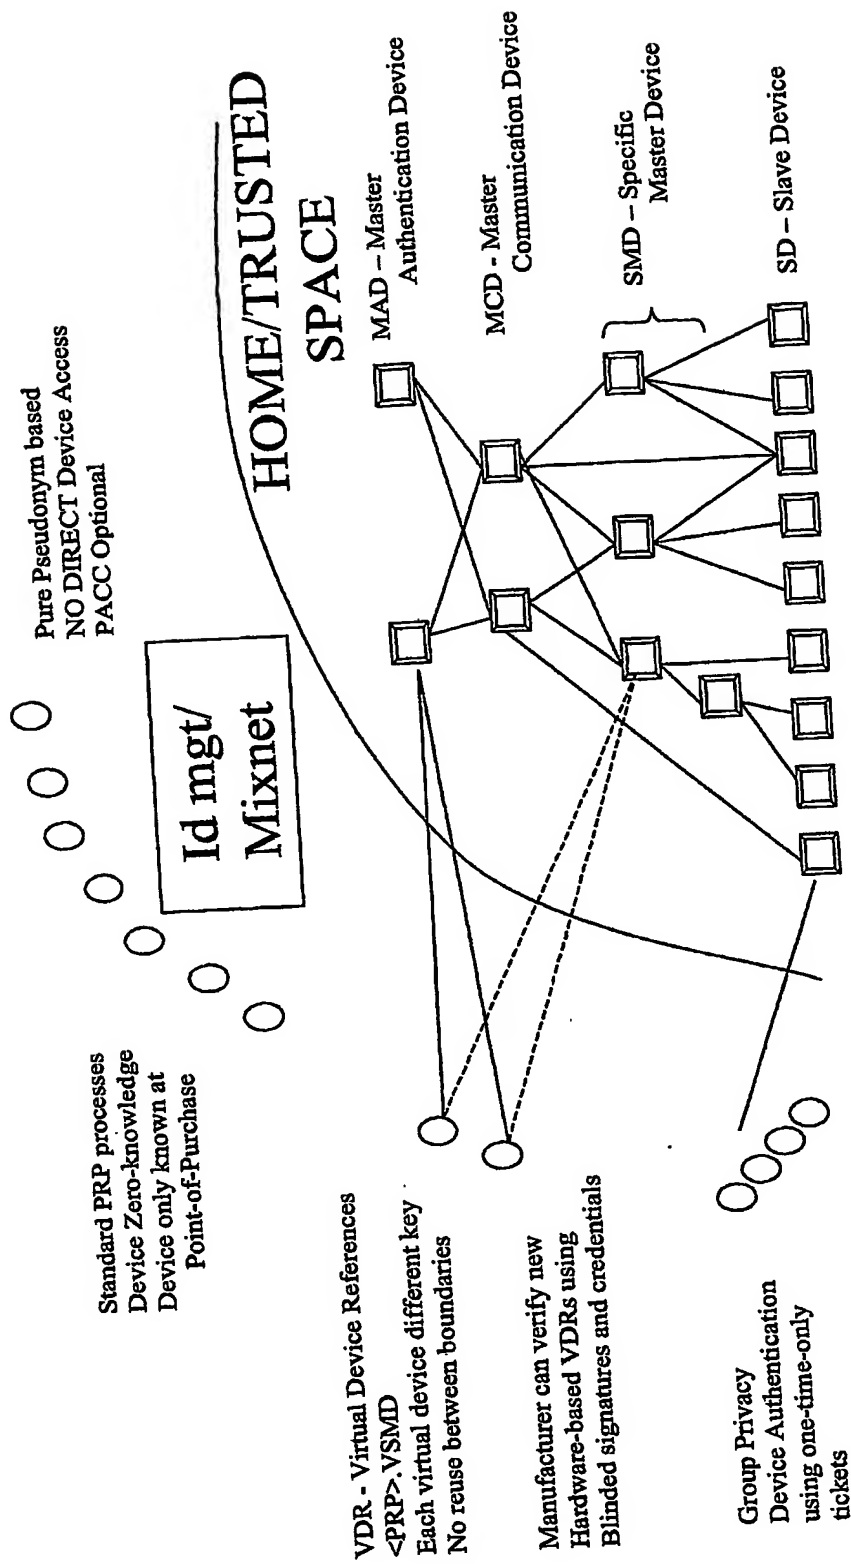 Standard PRP processes
Device Zero-knowledge
Device only known at
Point-of-Purchase
Pure Pseudonym based
NO DIRECT Device Access
PACC Optional
Id mgt/
Mixnet
HOME/TRUSTED
SPACE
VDR - Virtual Device References
<PRP>.VSMD
Each virtual device different key
No reuse between boundaries
MAD – Master
Authentication Device
MCD - Master
Communication Device
Manufacturer can verify new
Hardware-based VDRs using
Blinded signatures and credentials
SMD – Specific
Master Device
Group Privacy
Device Authentication
using one-time-only
tickets
SD – Slave Device